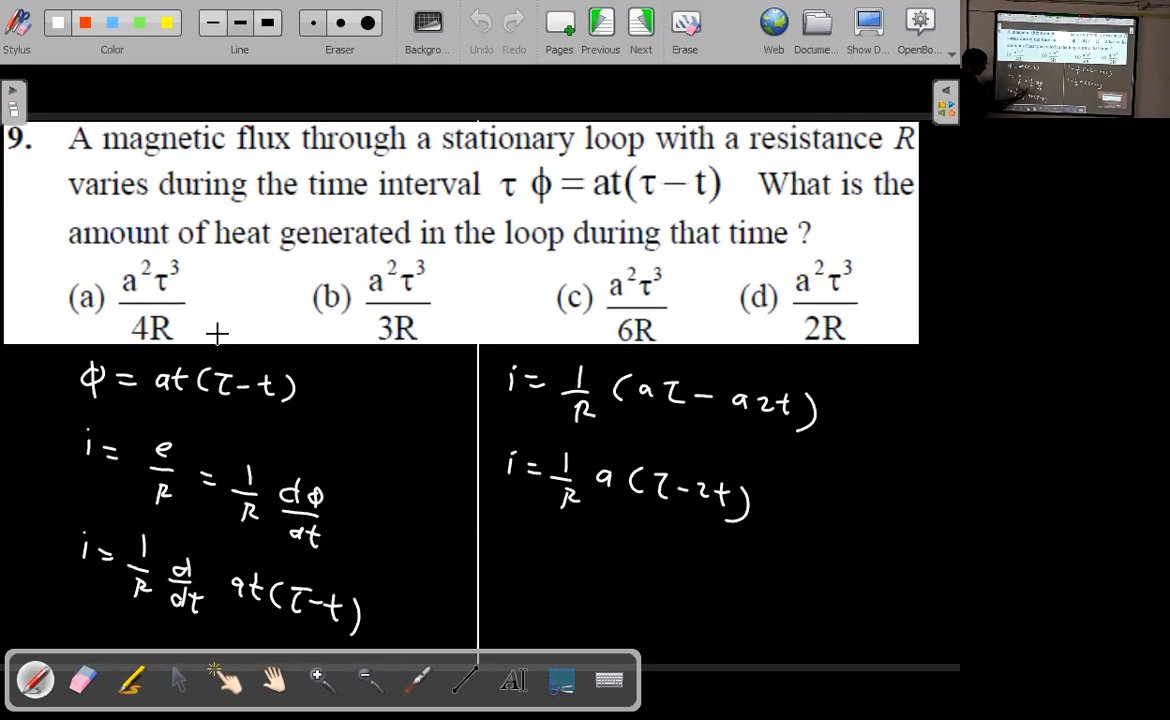 Stylus
Color
Line
Eraser
Backgro...
Undo
Redo
Pages
Previous
Next
Erase
Web
Docume...
Show D...
OpenBo...
9. A magnetic flux through a stationary loop with a resistance R
varies during the time interval τ ϕ = at(τ − t) What is the
amount of heat generated in the loop during that time ?
(a) a²τ³/4R (b) a²τ³/3R (c) a²τ³/6R (d) a²τ³/2R
ϕ = at(τ-t)
i = e/R = 1/R dϕ/dt
i = 1/R d/dt at(τ-t)
i = 1/R (aτ - a2t)
i = 1/R a(τ-2t)
AI